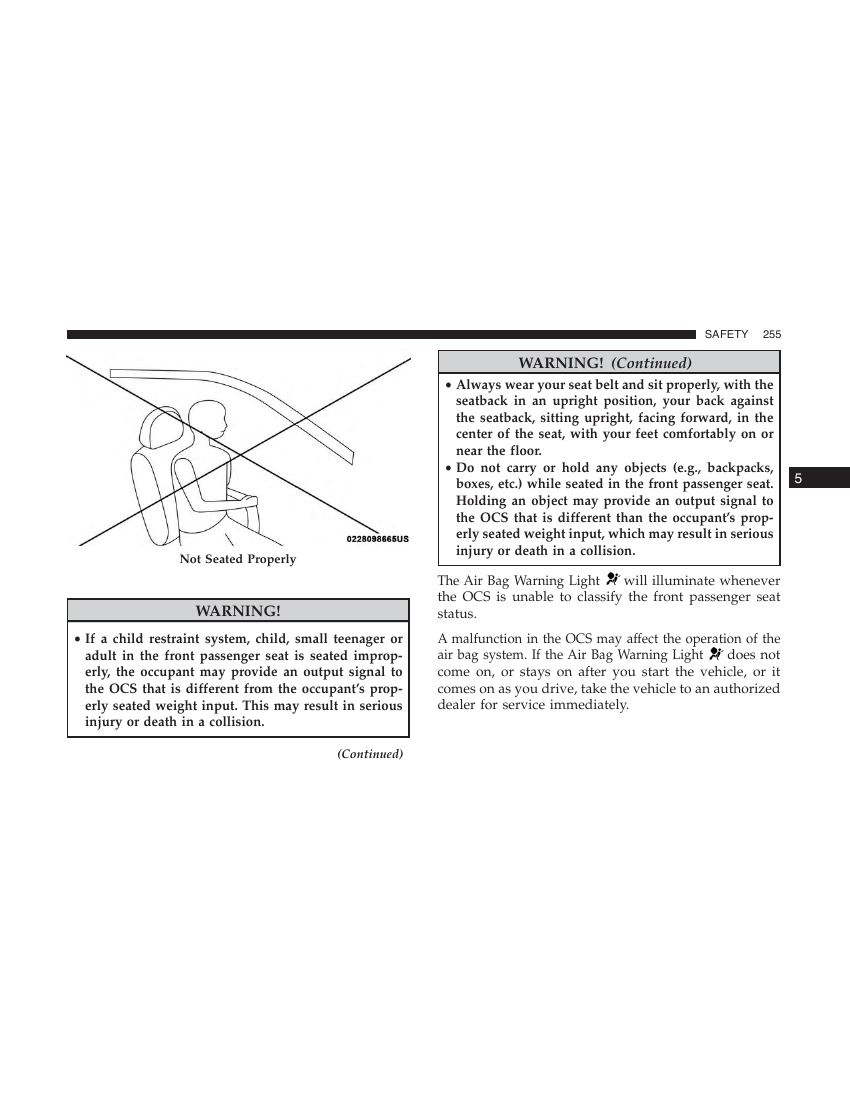 SAFETY 255
0228098665US
Not Seated Properly
WARNING!
• If a child restraint system, child, small teenager or
adult in the front passenger seat is seated improp-
erly, the occupant may provide an output signal to
the OCS that is different from the occupant's prop-
erly seated weight input. This may result in serious
injury or death in a collision.
(Continued)
WARNING! (Continued)
• Always wear your seat belt and sit properly, with the
seatback in an upright position, your back against
the seatback, sitting upright, facing forward, in the
center of the seat, with your feet comfortably on or
near the floor.
• Do not carry or hold any objects (e.g., backpacks,
boxes, etc.) while seated in the front passenger seat.
Holding an object may provide an output signal to
the OCS that is different than the occupant's prop-
erly seated weight input, which may result in serious
injury or death in a collision.
The Air Bag Warning Light will illuminate whenever
the OCS is unable to classify the front passenger seat
status.
A malfunction in the OCS may affect the operation of the
air bag system. If the Air Bag Warning Light does not
come on, or stays on after you start the vehicle, or it
comes on as you drive, take the vehicle to an authorized
dealer for service immediately.
5